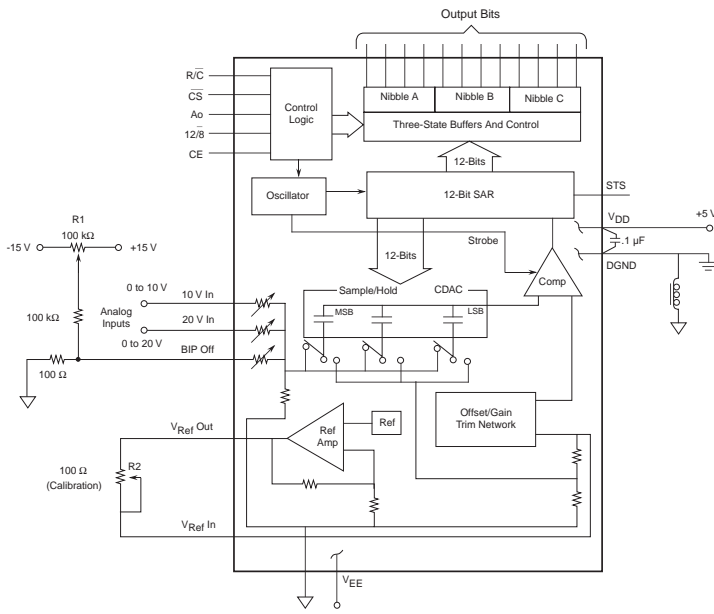 Output Bits
R/C̅
C̅S̅
Nibble A
Nibble B
Nibble C
Control
Logic
Ao
Three-State Buffers And Control
12/8̅
CE
12-Bits
Oscillator
12-Bit SAR
STS
R1
100 kΩ
VDD
+5 V
-15 V
+15 V
Strobe
.1 µF
12-Bits
DGND
Comp
0 to 10 V
10 V In
Sample/Hold
CDAC
MSB
LSB
100 kΩ
Analog
Inputs
20 V In
0 to 20 V
BIP Off
100 Ω
VRef Out
Ref
Amp
Ref
Offset/Gain
Trim Network
100 Ω
(Calibration)
R2
VRef In
VEE